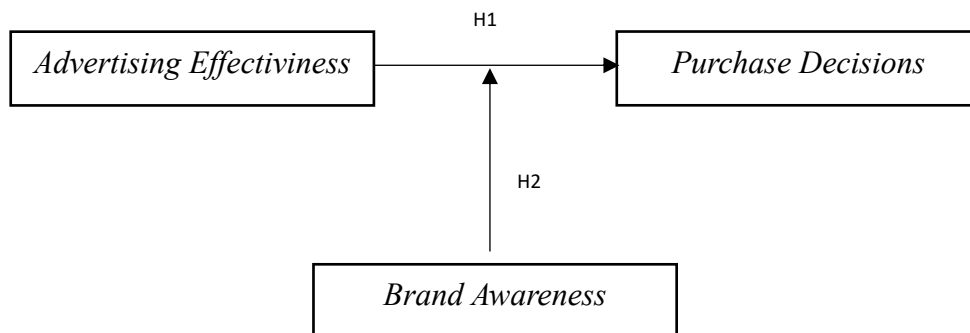 H1
Advertising Effectiviness
Purchase Decisions
H2
Brand Awareness